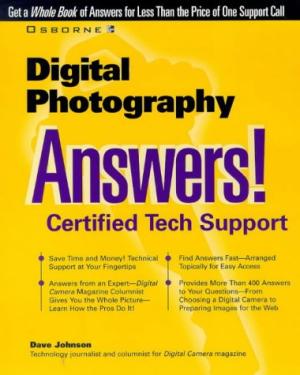 Get a Whole Book of Answers for Less Than the Price of One Support Call
OSBORNE
Digital
Photography
Answers!
Certified Tech Support
Save Time and Money! Technical
Support at Your Fingertips
Answers from an Expert—Digital
Camera Magazine Columnist
Gives You the Whole Picture—
Learn How the Pros Do It!
Find Answers Fast—Arranged
Topically for Easy Access
Provides More Than 400 Answers
to Your Questions—From
Choosing a Digital Camera to
Preparing Images for the Web
Dave Johnson
Technology journalist and columnist for Digital Camera magazine